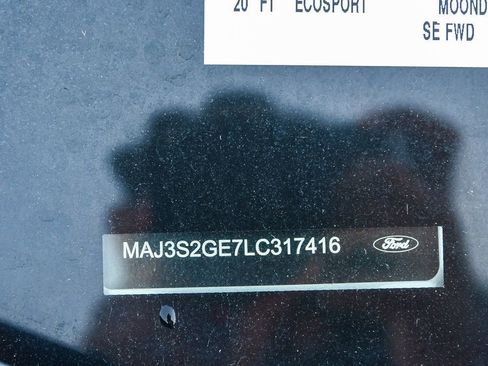 20 FT ECOSPORT MOOND
SE FWD
MAJ3S2GE7LC317416 Ford